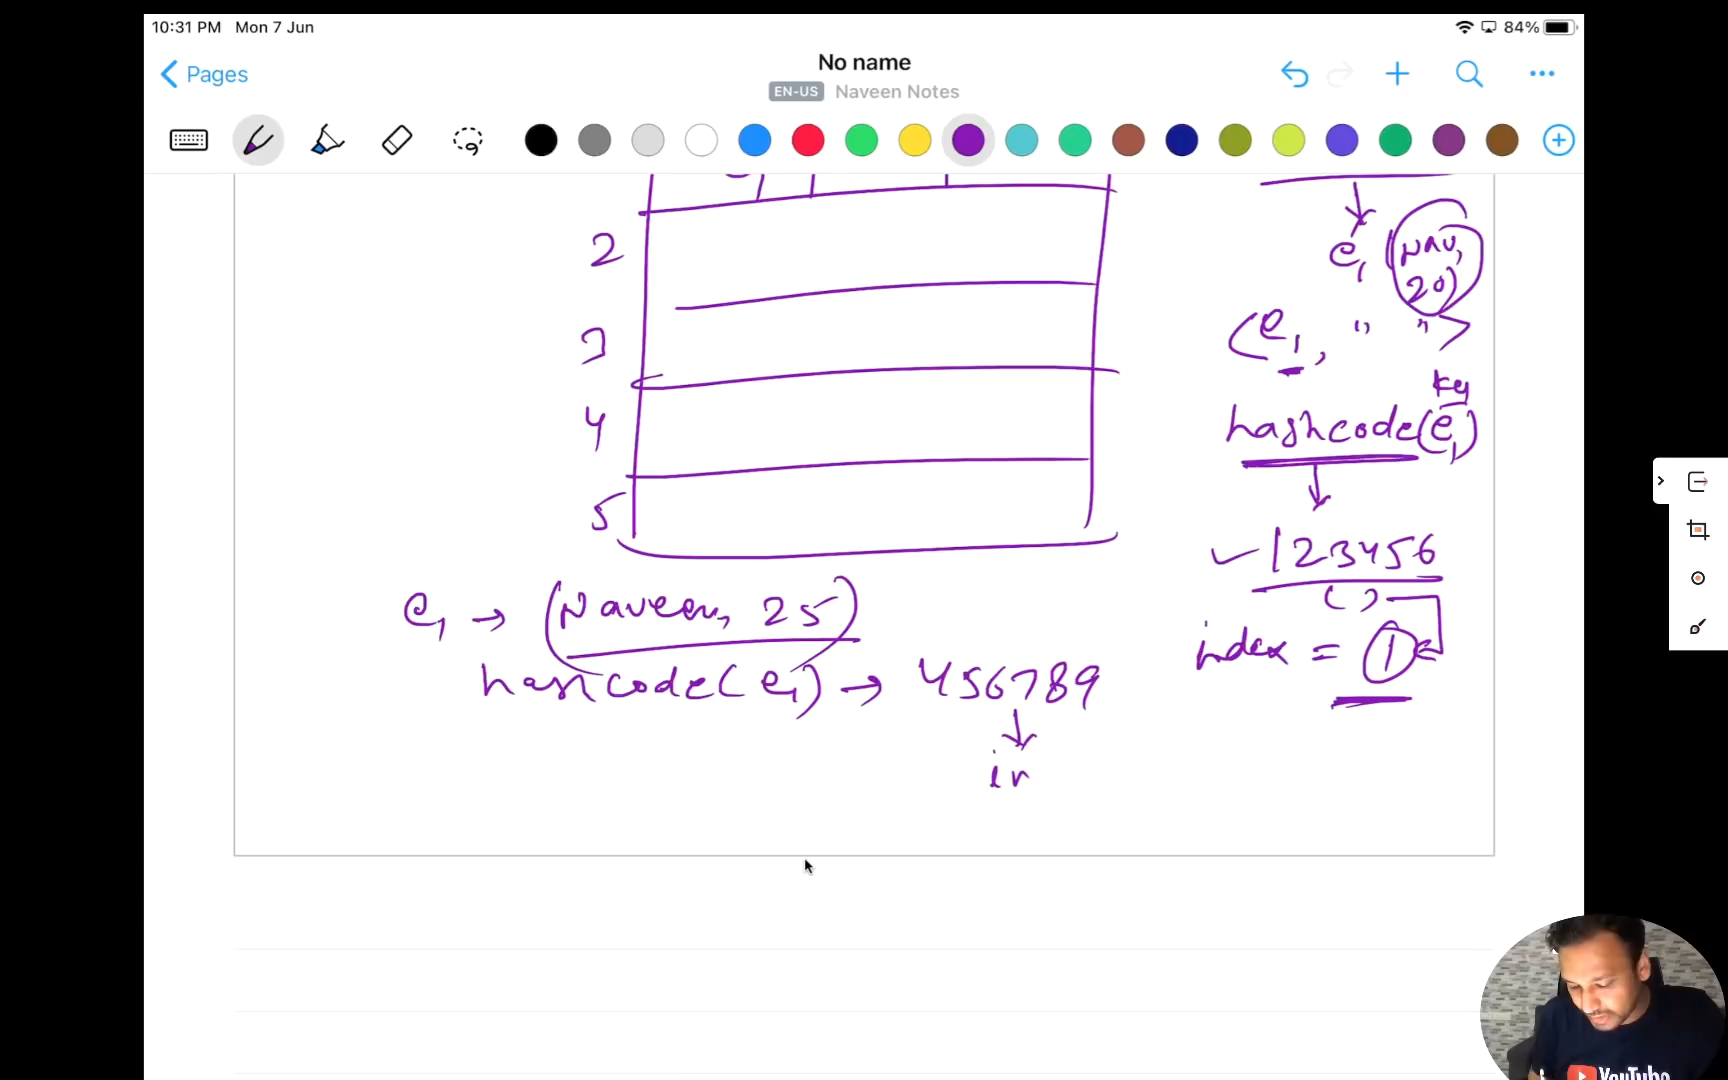 10:31 PM Mon 7 Jun
84%
Pages
No name
EN-US Naveen Notes
2
3
4
5
e1 (Nav,
20)
(e1, " ">
key
hashcode(e1)
123456
( )
index = 1
e1 → (Naveen, 25)
hashcode(e1) → 456789
↓
in
YouTube